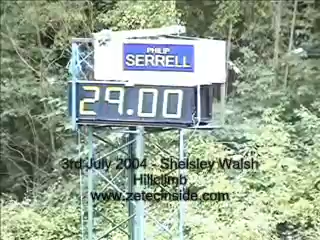 PHILIP
SERRELL
29.00
3rd July 2004 - Shelsley Walsh
Hillclimb
www.zetecinside.com